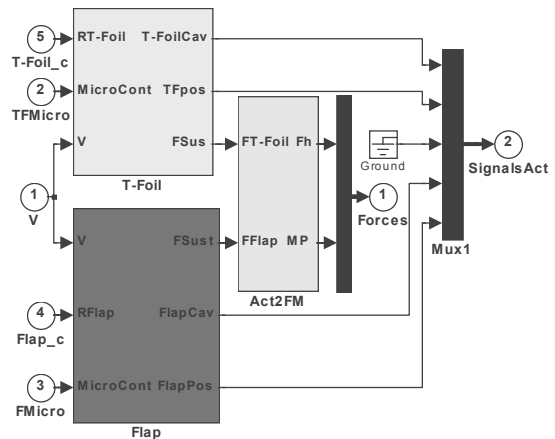 5 RT-Foil T-FoilCav
T-Foil_c
2 MicroCont TFpos
TFMicro
V FSus FT-Foil Fh
Ground
2
SignalsAct
T-Foil
1
V
1
Forces
V FSust FFlap MP
Mux1
Act2FM
4 RFlap FlapCav
Flap_c
3 MicroCont FlapPos
FMicro
Flap